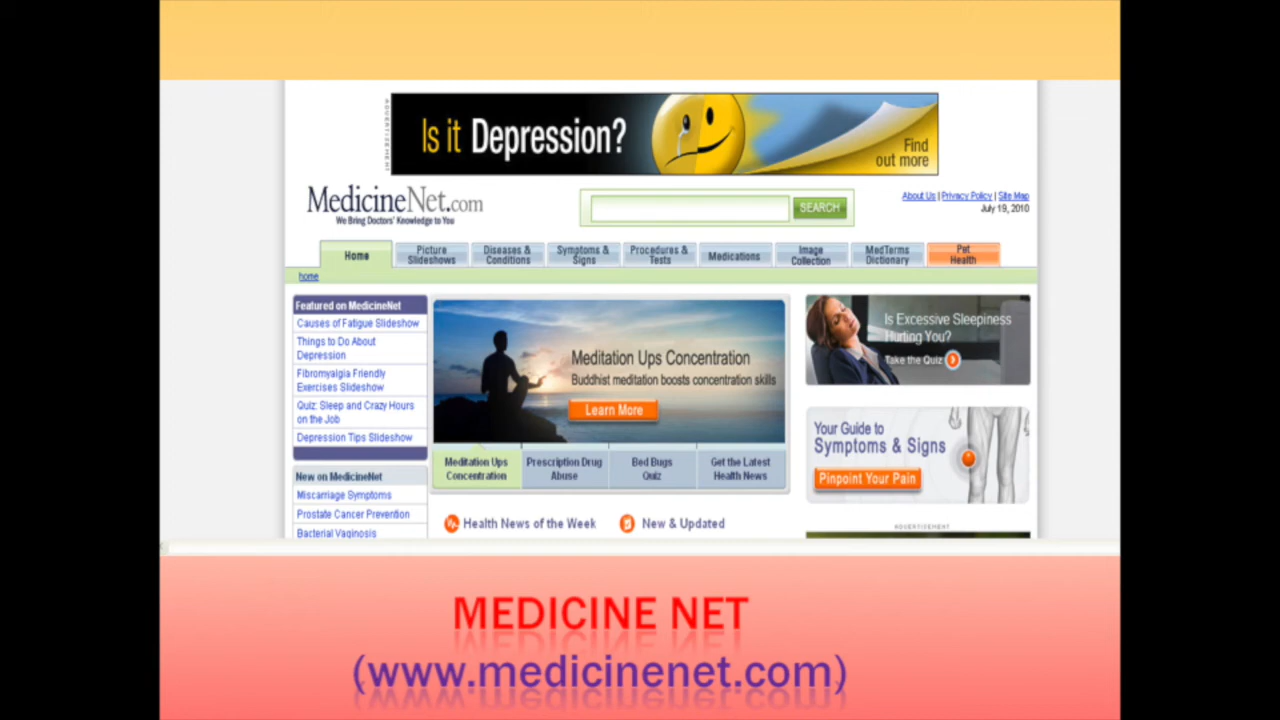 ADVERTISEMENT
Is it Depression?
Find
out more
MedicineNet.com
We Bring Doctors' Knowledge to You
SEARCH
About Us | Privacy Policy | Site Map
July 19, 2010
Home
Picture
Slideshows
Diseases &
Conditions
Symptoms &
Signs
Procedures &
Tests
Medications
Image
Collection
MedTerms
Dictionary
Pet
Health
home
Featured on MedicineNet
Causes of Fatigue Slideshow
Things to Do About
Depression
Fibromyalgia Friendly
Exercises Slideshow
Quiz: Sleep and Crazy Hours
on the Job
Depression Tips Slideshow
New on MedicineNet
Miscarriage Symptoms
Prostate Cancer Prevention
Bacterial Vaginosis
Meditation Ups Concentration
Buddhist meditation boosts concentration skills
Learn More
Meditation Ups
Concentration
Prescription Drug
Abuse
Bed Bugs
Quiz
Get the Latest
Health News
Health News of the Week
New & Updated
Is Excessive Sleepiness
Hurting You?
Take the Quiz
Your Guide to
Symptoms & Signs
Pinpoint Your Pain
ADVERTISEMENT
MEDICINE NET
(www.medicinenet.com)